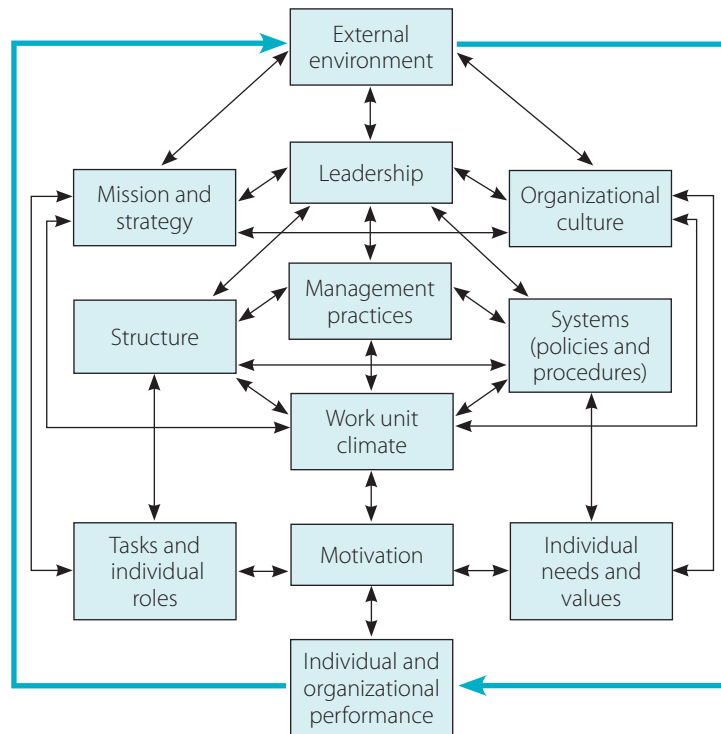 External
environment
Leadership
Mission and
strategy
Organizational
culture
Management
practices
Structure
Systems
(policies and
procedures)
Work unit
climate
Tasks and
individual
roles
Motivation
Individual
needs and
values
Individual and
organizational
performance